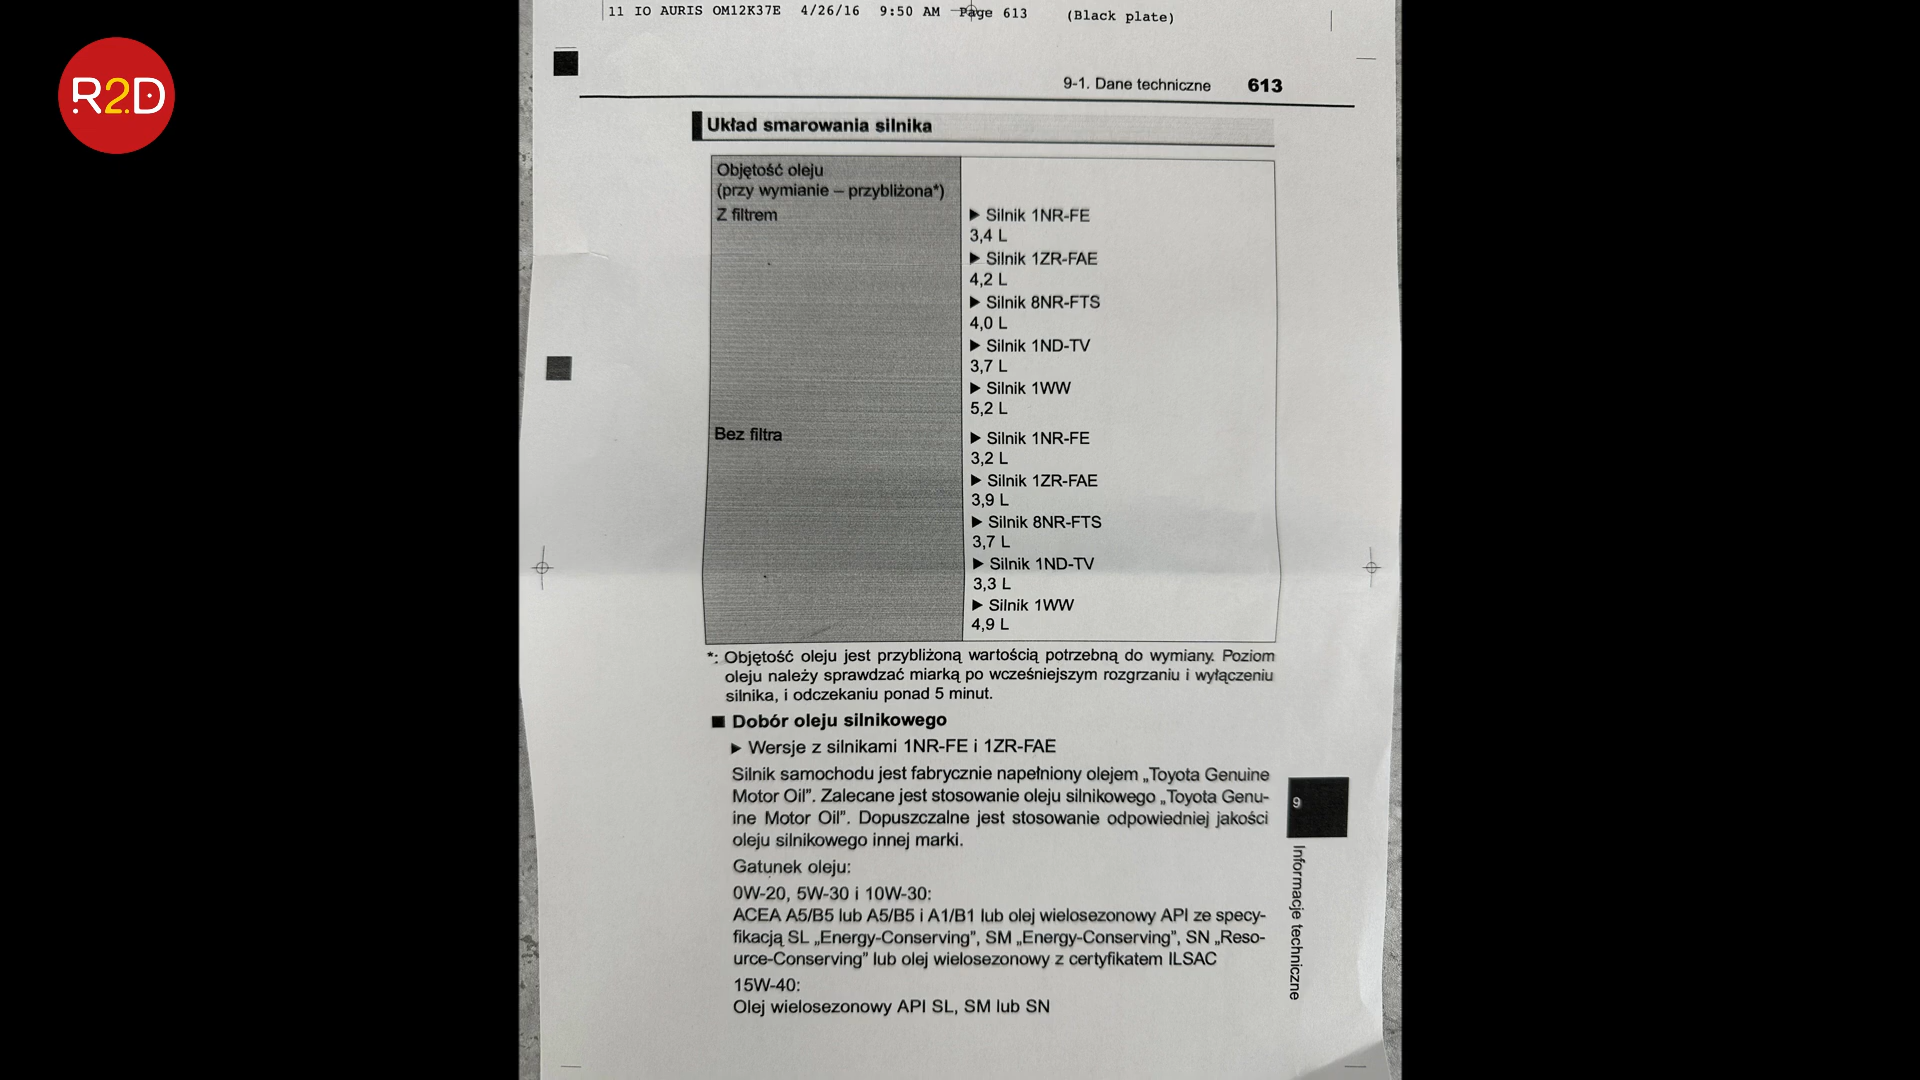 11 IO AURIS OM12K37E 4/26/16 9:50 AM Page 613 (Black plate)
R2D
9-1. Dane techniczne 613
Układ smarowania silnika
Objętość oleju
(przy wymianie – przybliżona*)
Z filtrem
► Silnik 1NR-FE
3,4 L
► Silnik 1ZR-FAE
4,2 L
► Silnik 8NR-FTS
4,0 L
► Silnik 1ND-TV
3,7 L
► Silnik 1WW
5,2 L
Bez filtra
► Silnik 1NR-FE
3,2 L
► Silnik 1ZR-FAE
3,9 L
► Silnik 8NR-FTS
3,7 L
► Silnik 1ND-TV
3,3 L
► Silnik 1WW
4,9 L
*: Objętość oleju jest przybliżoną wartością potrzebną do wymiany. Poziom
oleju należy sprawdzać miarką po wcześniejszym rozgrzaniu i wyłączeniu
silnika, i odczekaniu ponad 5 minut.
■ Dobór oleju silnikowego
► Wersje z silnikami 1NR-FE i 1ZR-FAE
Silnik samochodu jest fabrycznie napełniony olejem „Toyota Genuine
Motor Oil”. Zalecane jest stosowanie oleju silnikowego „Toyota Genu-
ine Motor Oil”. Dopuszczalne jest stosowanie odpowiedniej jakości
oleju silnikowego innej marki.
Gatunek oleju:
0W-20, 5W-30 i 10W-30:
ACEA A5/B5 lub A5/B5 i A1/B1 lub olej wielosezonowy API ze specy-
fikacją SL „Energy-Conserving”, SM „Energy-Conserving”, SN „Reso-
urce-Conserving” lub olej wielosezonowy z certyfikatem ILSAC
15W-40:
Olej wielosezonowy API SL, SM lub SN
9
Informacje techniczne